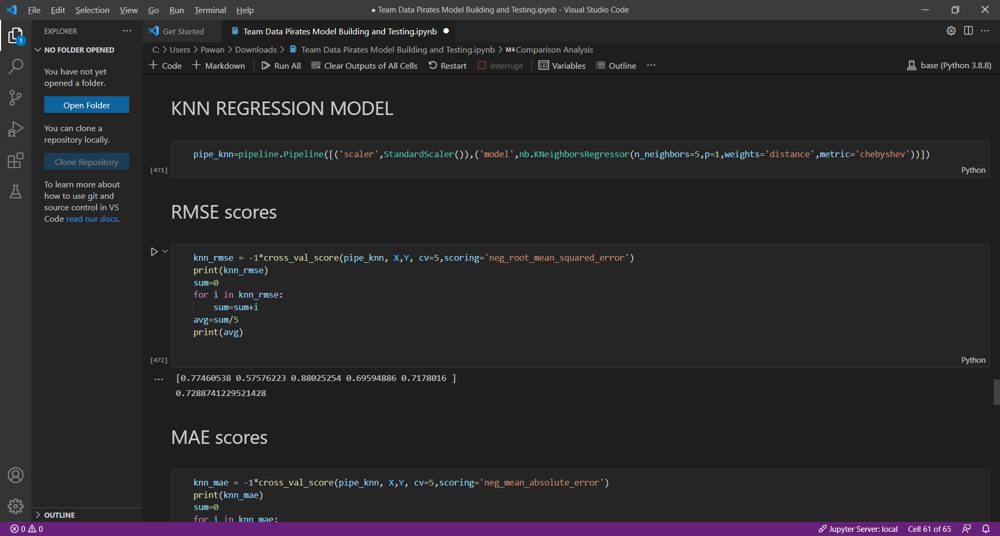 File Edit Selection View Go Run Terminal Help
● Team Data Pirates Model Building and Testing.ipynb - Visual Studio Code
EXPLORER
Get Started
Team Data Pirates Model Building and Testing.ipynb
1
NO FOLDER OPENED
C: > Users > Pawan > Downloads > Team Data Pirates Model Building and Testing.ipynb > M↓Comparison Analysis
+ Code + Markdown Run All Clear Outputs of All Cells Restart Interrupt Variables Outline ...
base (Python 3.8.8)
You have not yet
opened a folder.
Open Folder
You can clone a
repository locally.
Clone Repository
To learn more about
how to use git and
source control in VS
Code read our docs.
KNN REGRESSION MODEL
pipe_knn=pipeline.Pipeline([('scaler',StandardScaler()),('model',nb.KNeighborsRegressor(n_neighbors=5,p=1,weights='distance',metric='chebyshev'))])
[471]
Python
RMSE scores
knn_rmse = -1*cross_val_score(pipe_knn, X,Y, cv=5,scoring='neg_root_mean_squared_error')
print(knn_rmse)
sum=0
for i in knn_rmse:
    sum=sum+i
avg=sum/5
print(avg)
[472]
Python
[0.77460538 0.57576223 0.88025254 0.69594886 0.7178016 ]
0.7288741229521428
MAE scores
knn_mae = -1*cross_val_score(pipe_knn, X,Y, cv=5,scoring='neg_mean_absolute_error')
print(knn_mae)
sum=0
for i in knn_mae:
OUTLINE
0 0
Jupyter Server: local Cell 61 of 65